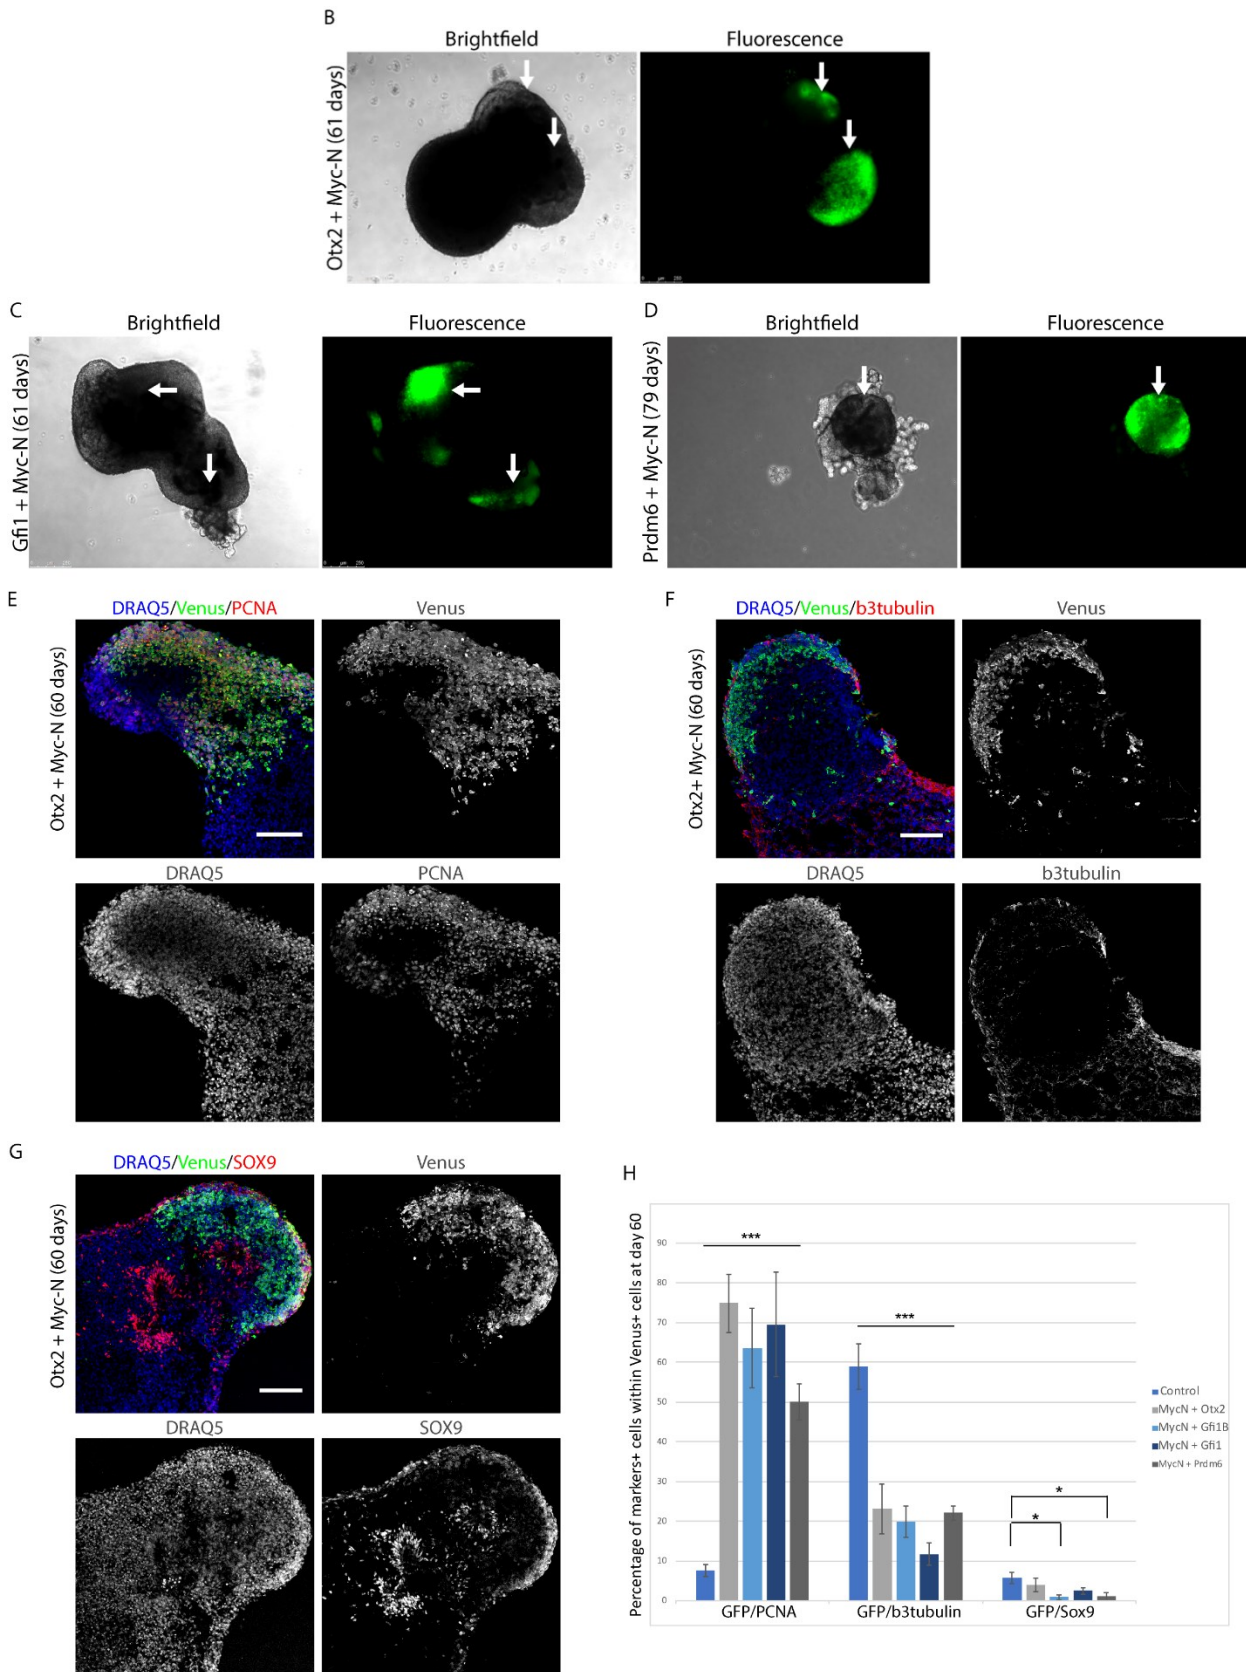 B
Brightfield
Fluorescence
Otx2 + Myc-N (61 days)
C
Brightfield
Fluorescence
Gfi1 + Myc-N (61 days)
D
Brightfield
Fluorescence
Prdm6 + Myc-N (79 days)
E
DRAQ5/Venus/PCNA
Venus
Otx2 + Myc-N (60 days)
DRAQ5
PCNA
F
DRAQ5/Venus/b3tubulin
Venus
Otx2+ Myc-N (60 days)
DRAQ5
b3tubulin
G
DRAQ5/Venus/SOX9
Venus
Otx2 + Myc-N (60 days)
DRAQ5
SOX9
H
Percentage of markers+ cells within Venus+ cells at day 60
90
80
70
60
50
40
30
20
10
0
***
***
*
*
GFP/PCNA
GFP/b3tubulin
GFP/Sox9
Control
MycN + Otx2
MycN + Gfi1B
MycN + Gfi1
MycN + Prdm6